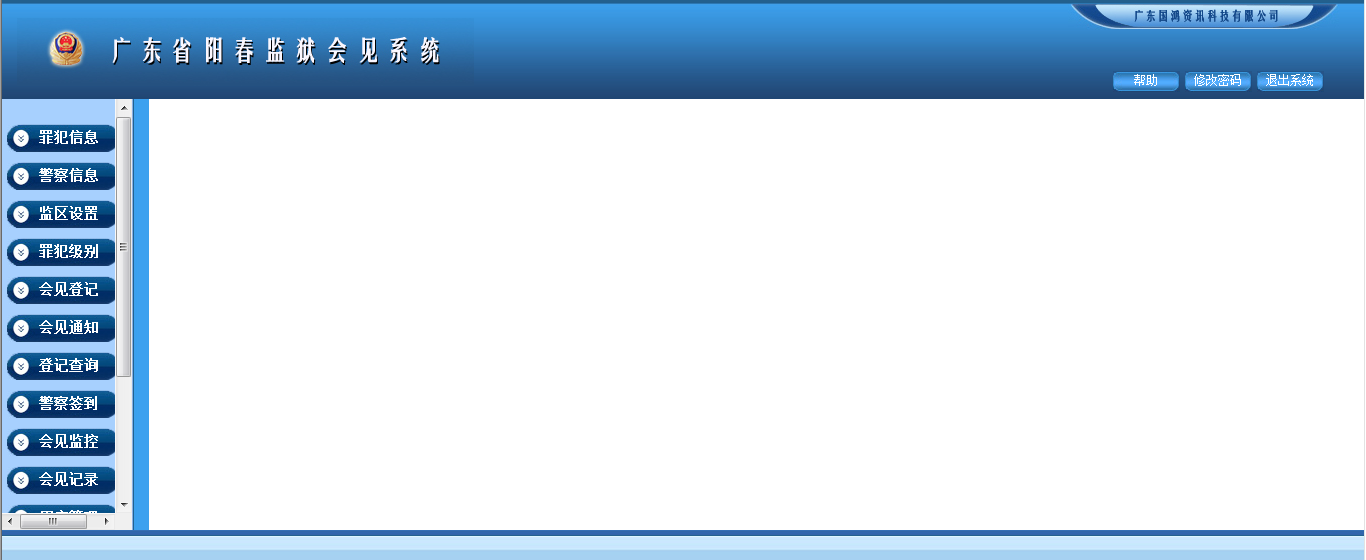 广东国鸿资讯科技有限公司
广东省阳春监狱会见系统
帮助 修改密码 退出系统
罪犯信息
警察信息
监区设置
罪犯级别
会见登记
会见通知
登记查询
警察签到
会见监控
会见记录